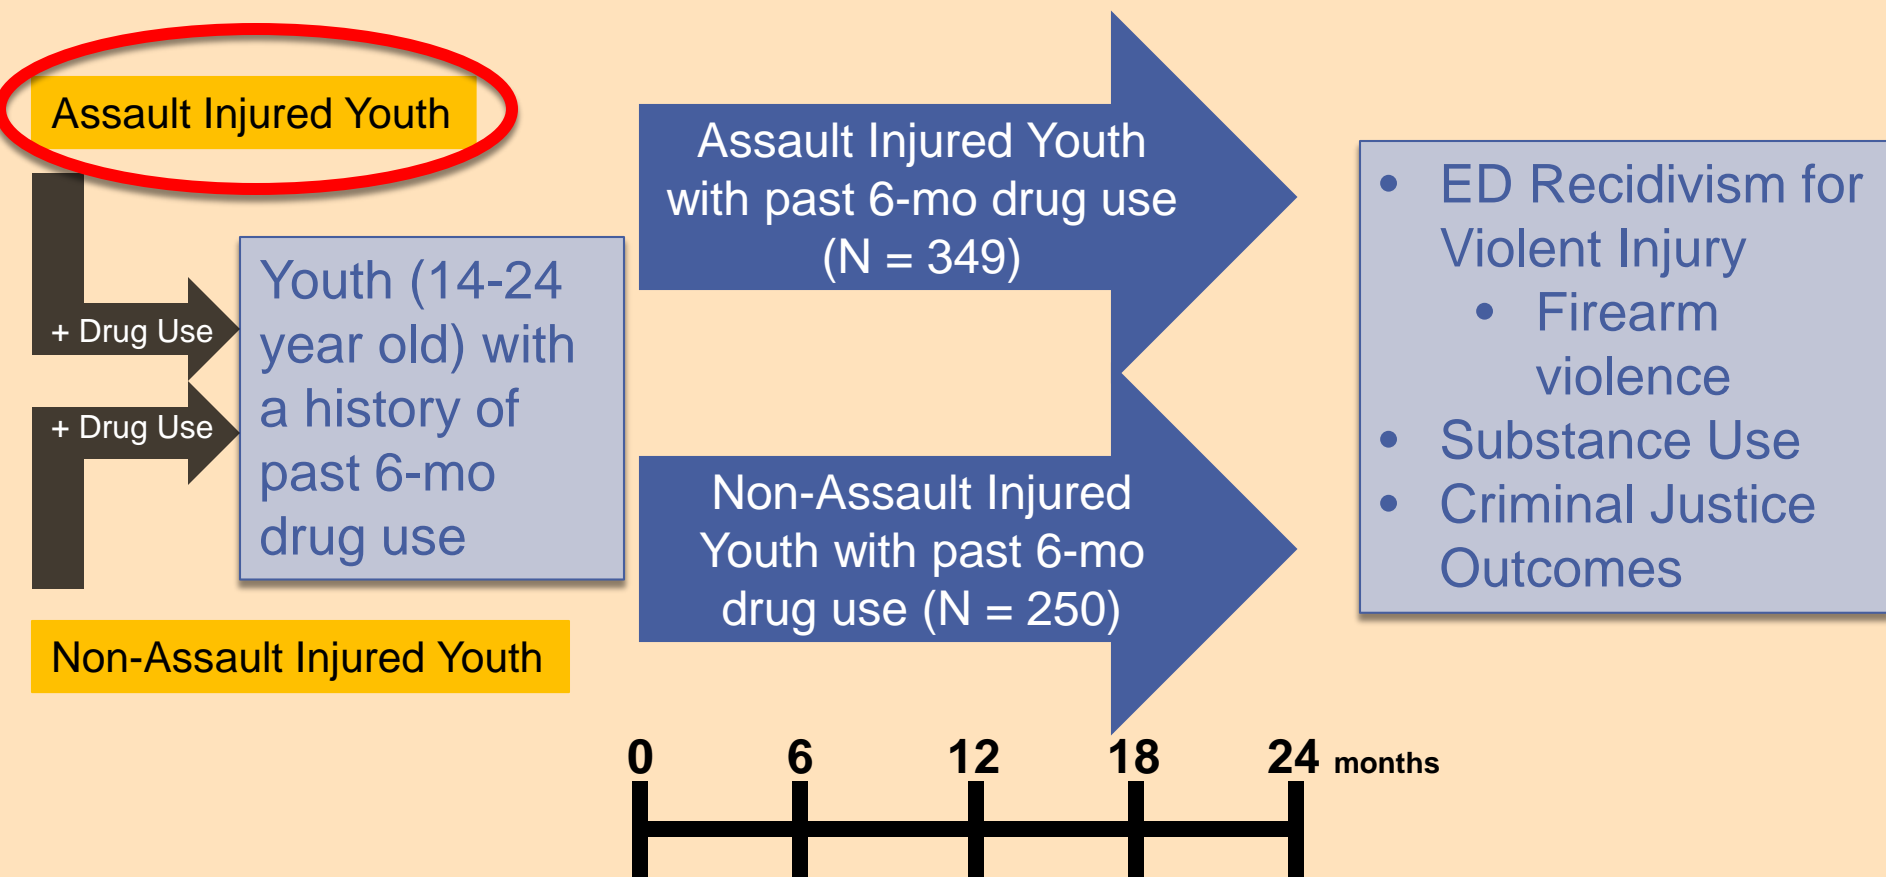 Assault Injured Youth
+ Drug Use
+ Drug Use
Non-Assault Injured Youth
Youth (14-24
year old) with
a history of
past 6-mo
drug use
Assault Injured Youth
with past 6-mo drug use
(N = 349)
Non-Assault Injured
Youth with past 6-mo
drug use (N = 250)
• ED Recidivism for
Violent Injury
• Firearm
violence
• Substance Use
• Criminal Justice
Outcomes
0 6 12 18 24 months